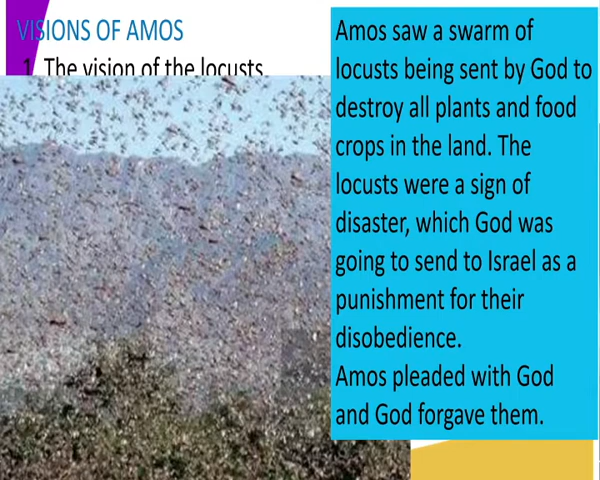 VISIONS OF AMOS
1. The vision of the locusts.
Amos saw a swarm of
locusts being sent by God to
destroy all plants and food
crops in the land. The
locusts were a sign of
disaster, which God was
going to send to Israel as a
punishment for their
disobedience.
Amos pleaded with God
and God forgave them.